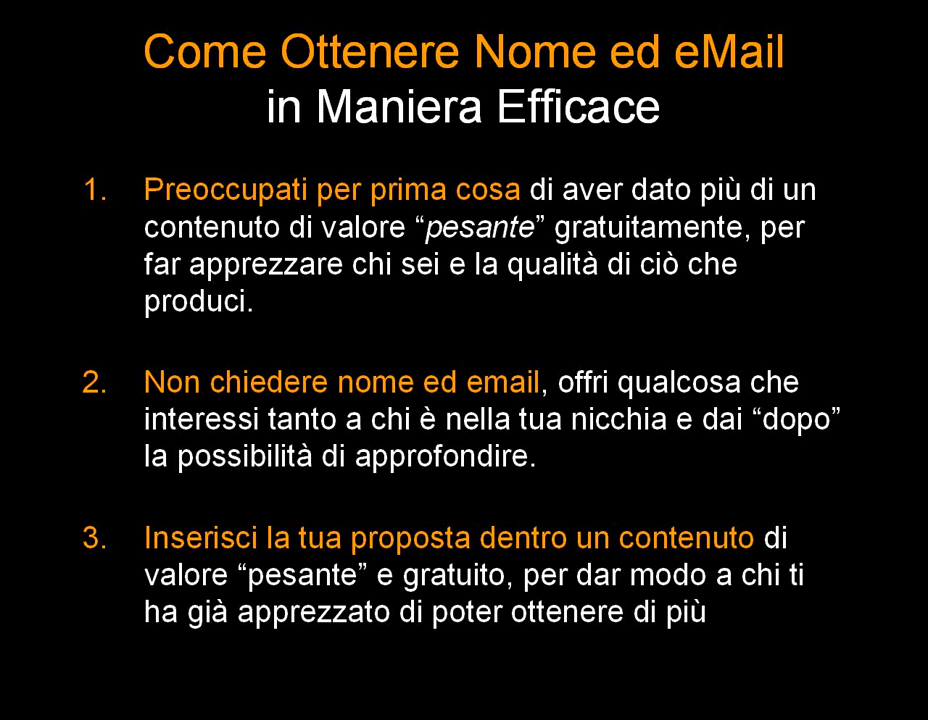 Come Ottenere Nome ed eMail
in Maniera Efficace
1. Preoccupati per prima cosa di aver dato più di un
contenuto di valore “pesante” gratuitamente, per
far apprezzare chi sei e la qualità di ciò che
produci.
2. Non chiedere nome ed email, offri qualcosa che
interessi tanto a chi è nella tua nicchia e dai “dopo”
la possibilità di approfondire.
3. Inserisci la tua proposta dentro un contenuto di
valore “pesante” e gratuito, per dar modo a chi ti
ha già apprezzato di poter ottenere di più